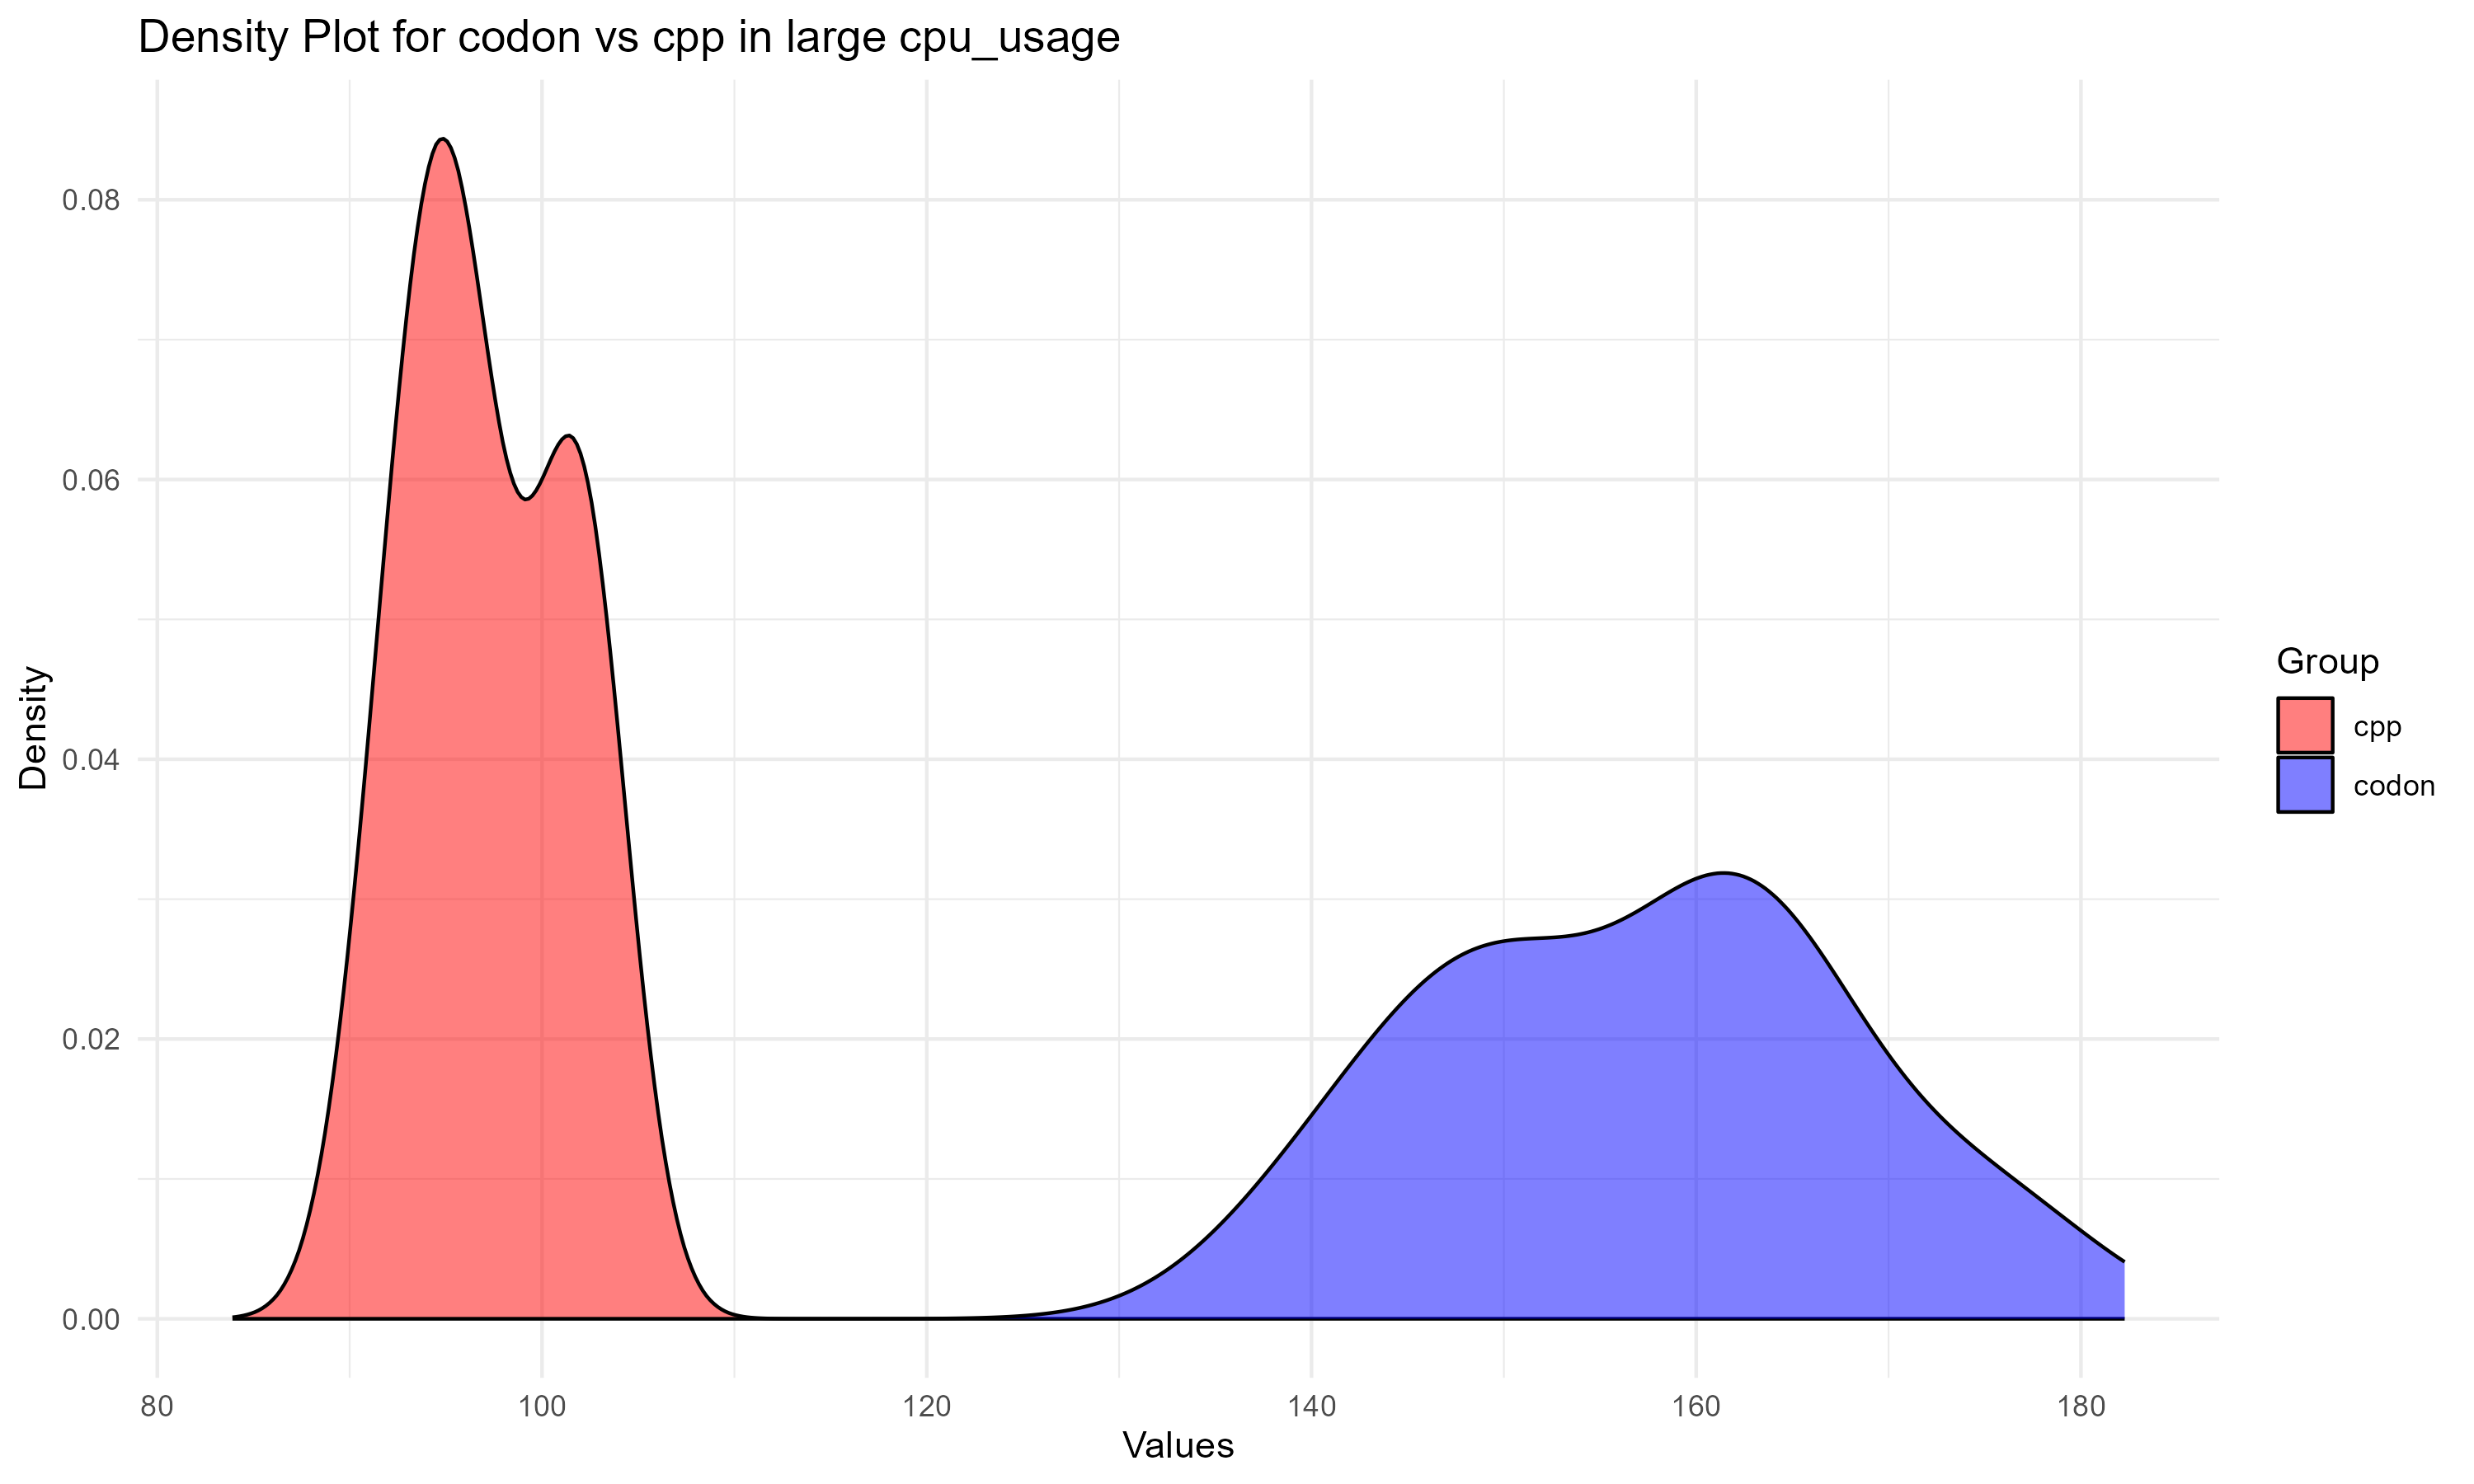 Density Plot for codon vs cpp in large cpu_usage
Density
0.08
0.06
0.04
0.02
0.00
80 100 120 140 160 180
Values
Group
cpp
codon